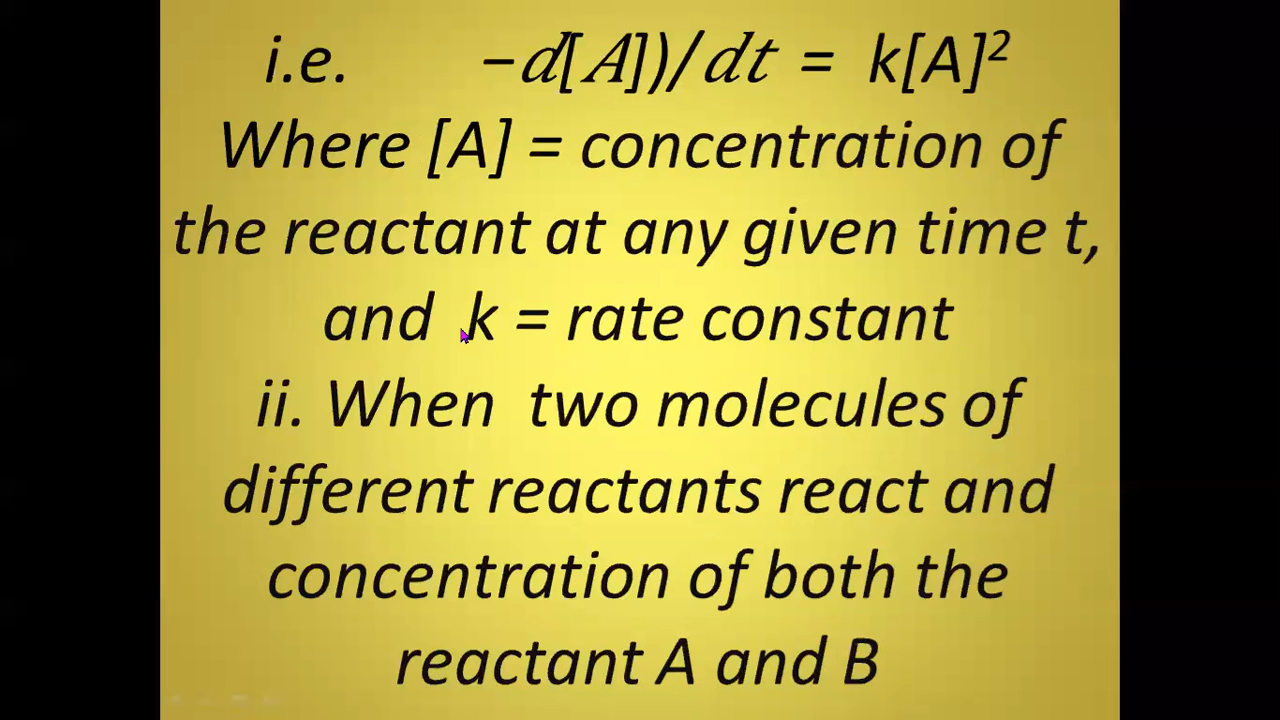 i.e. −d[A])/dt = k[A]²
Where [A] = concentration of
the reactant at any given time t,
and k = rate constant
ii. When two molecules of
different reactants react and
concentration of both the
reactant A and B